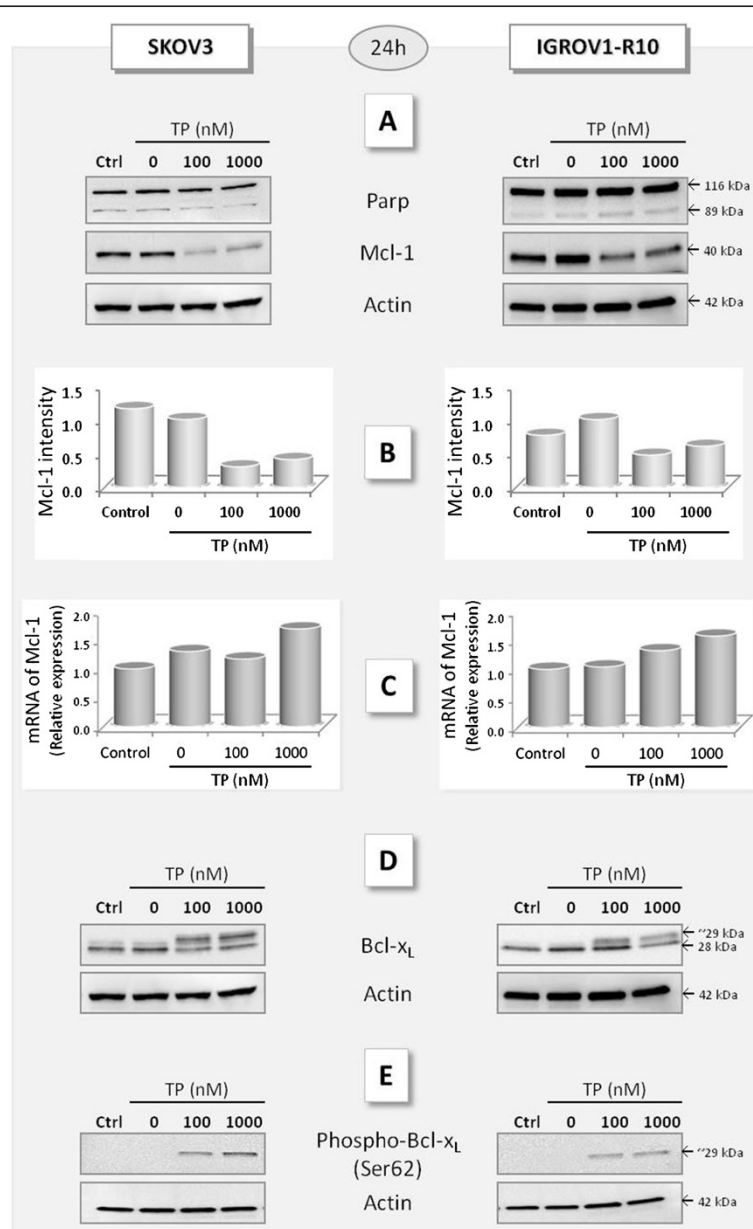 SKOV3 24h IGROV1-R10
A
TP (nM) TP (nM)
Ctrl 0 100 1000 Ctrl 0 100 1000
Parp ← 116 kDa
← 89 kDa
Mcl-1 ← 40 kDa
Actin ← 42 kDa
B
Mcl-1 intensity
1.5
1.0
0.5
0.0
Control 0 100 1000
TP (nM)
Mcl-1 intensity
1.5
1.0
0.5
0.0
Control 0 100 1000
TP (nM)
C
mRNA of Mcl-1
(Relative expression)
2.0
1.5
1.0
0.5
0.0
Control 0 100 1000
TP (nM)
mRNA of Mcl-1
(Relative expression)
2.0
1.5
1.0
0.5
0.0
Control 0 100 1000
TP (nM)
D
TP (nM) TP (nM)
Ctrl 0 100 1000 Ctrl 0 100 1000
Bcl-xL ← ~29 kDa
← 28 kDa
Actin ← 42 kDa
E
TP (nM) TP (nM)
Ctrl 0 100 1000 Ctrl 0 100 1000
Phospho-Bcl-xL ← ~29 kDa
(Ser62)
Actin ← 42 kDa